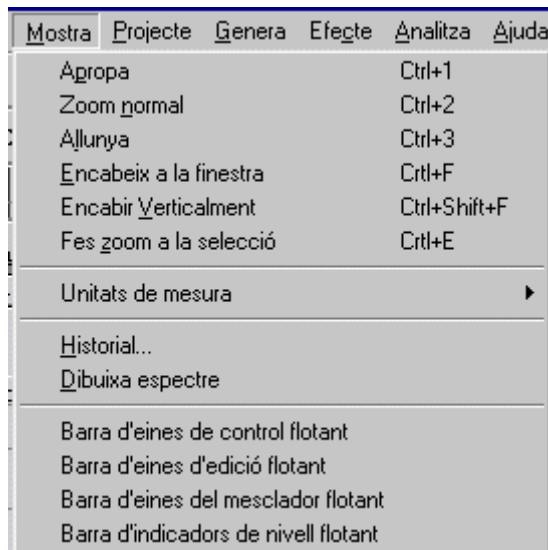 Mostra Projecte Genera Efecte Analitza Ajuda
Apropa Ctrl+1
Zoom normal Ctrl+2
Allunya Ctrl+3
Encabeix a la finestra Crtl+F
Encabir Verticalment Ctrl+Shift+F
Fes zoom a la selecció Crtl+E
Unitats de mesura
Historial...
Dibuixa espectre
Barra d'eines de control flotant
Barra d'eines d'edició flotant
Barra d'eines del mesclador flotant
Barra d'indicadors de nivell flotant